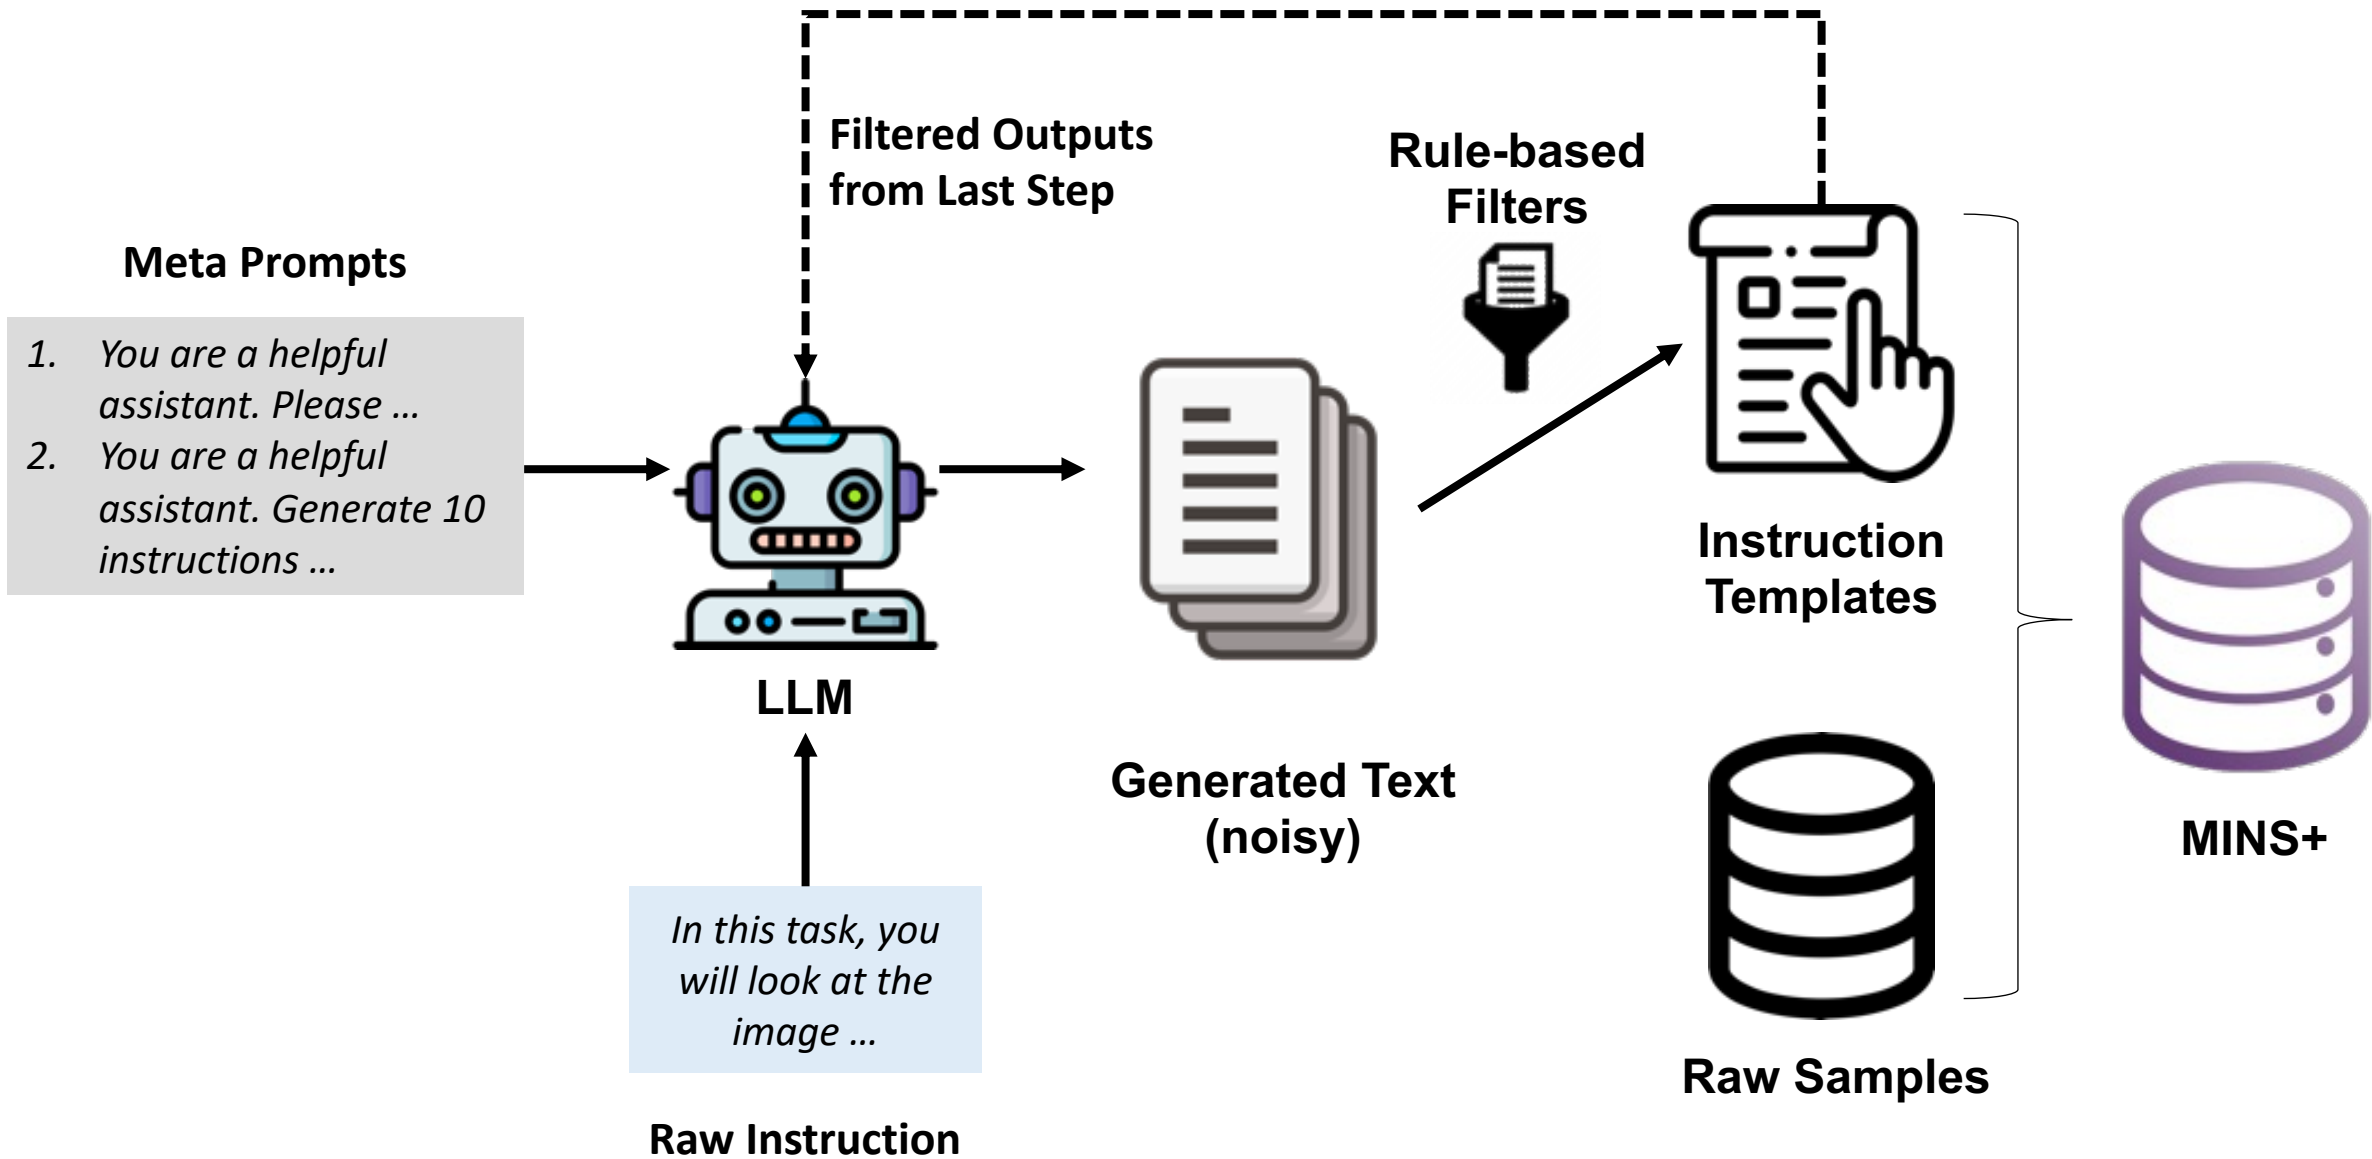 Filtered Outputs
from Last Step
Rule-based
Filters
Meta Prompts
1. You are a helpful
assistant. Please ...
2. You are a helpful
assistant. Generate 10
instructions ...
LLM
Instruction
Templates
Generated Text
(noisy)
MINS+
In this task, you
will look at the
image ...
Raw Samples
Raw Instruction